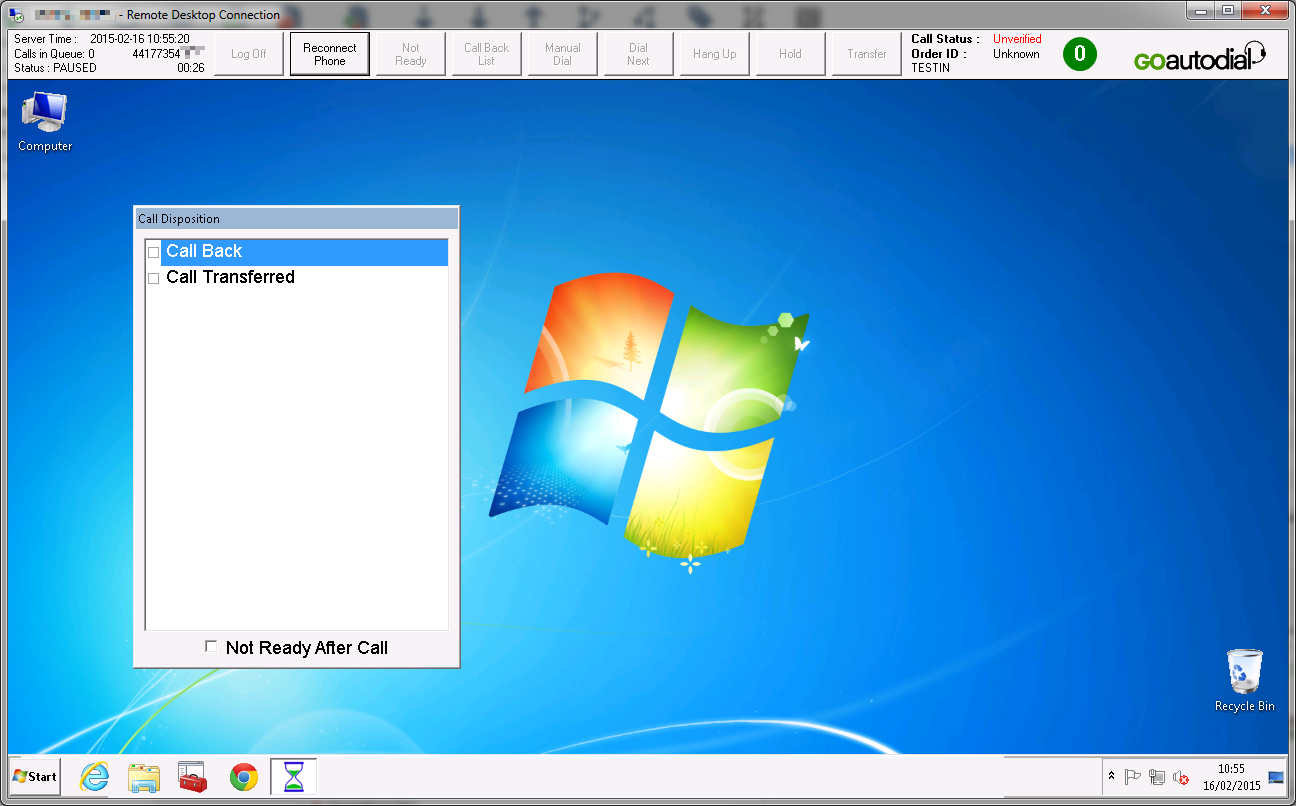 - Remote Desktop Connection
Server Time : 2015-02-16 10:55:20
Calls in Queue: 0 44177354
Status : PAUSED 00:26
Log Off
Reconnect
Phone
Not
Ready
Call Back
List
Manual
Dial
Dial
Next
Hang Up
Hold
Transfer
Call Status : Unverified
Order ID : Unknown
TESTIN
0
GOautodial
Computer
Call Disposition
Call Back
Call Transferred
Not Ready After Call
Recycle Bin
Start
10:55
16/02/2015